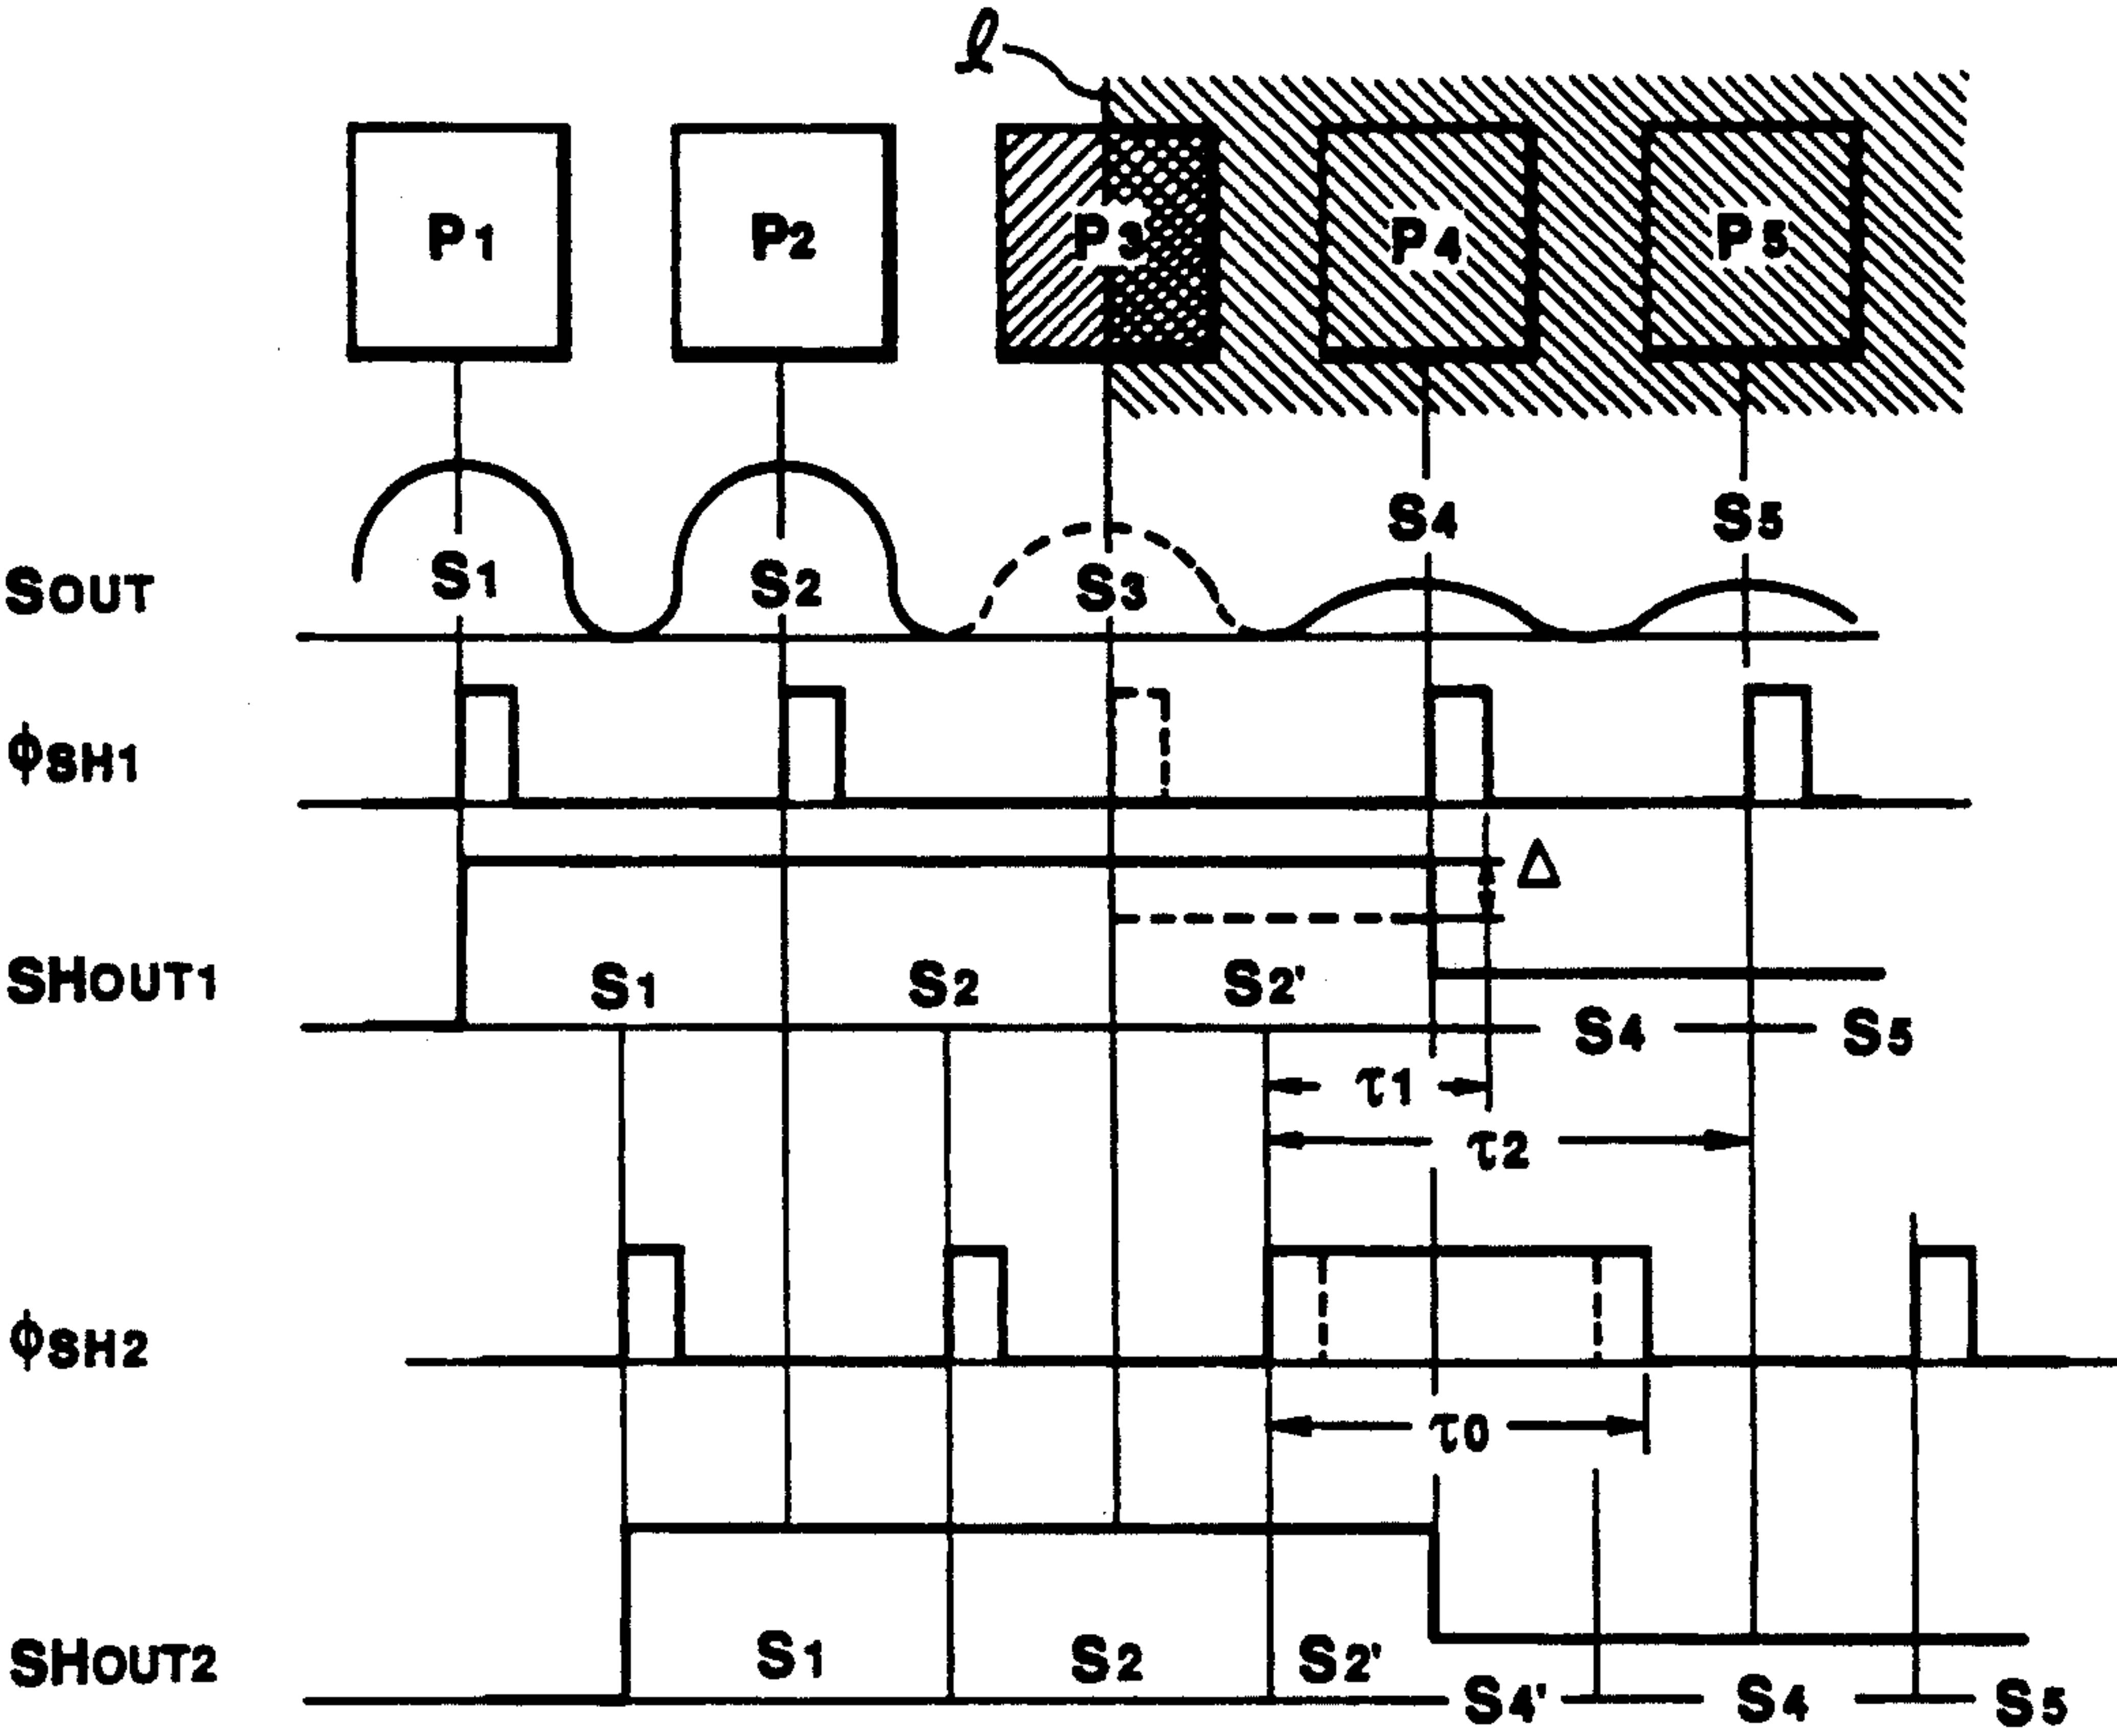 ℓ
P1 P2 P3 P4 P5
S4 S5
SOUT S1 S2 S3
ϕSH1
Δ
SHOUT1 S1 S2 S2'
S4 S5
τ1
τ2
ϕSH2
τ0
SHOUT2 S1 S2 S2'
S4' S4 S5